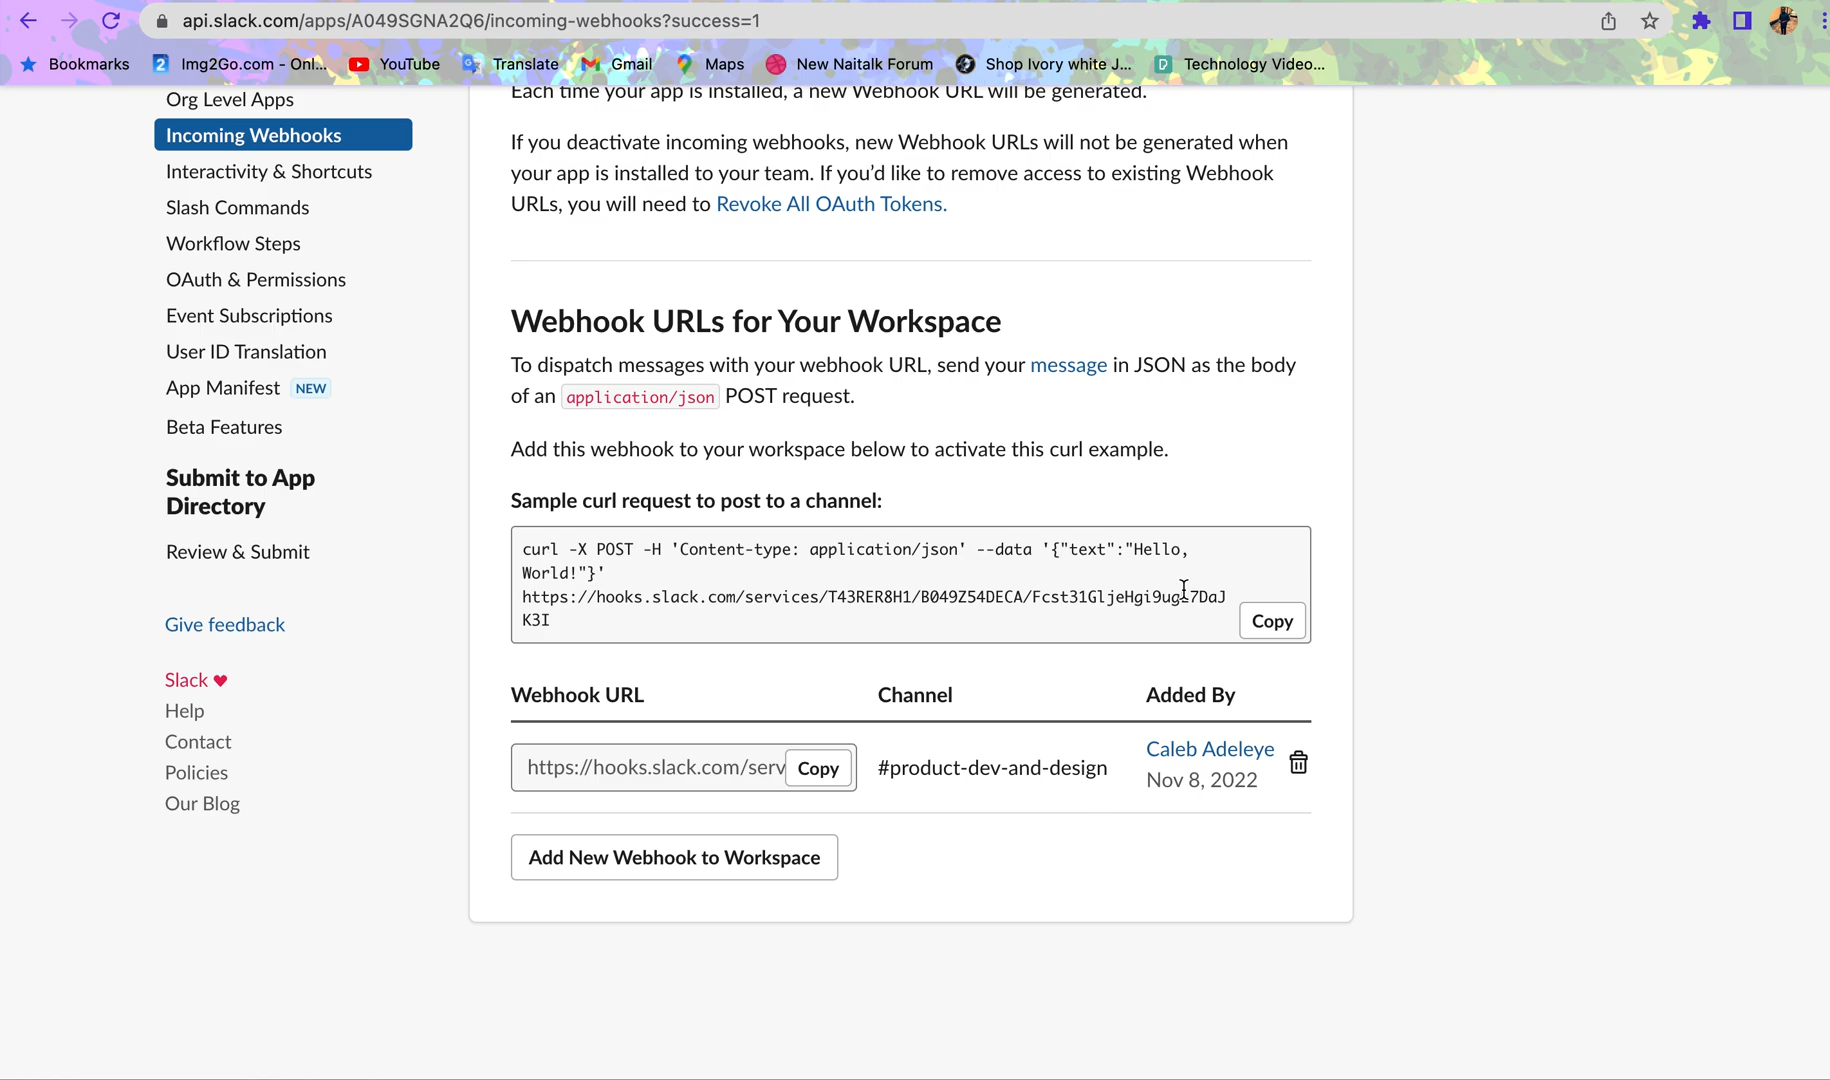 api.slack.com/apps/A049SGNA2Q6/incoming-webhooks?success=1
Bookmarks
Img2Go.com - Onl...
YouTube
Translate
Gmail
Maps
New Naitalk Forum
Shop Ivory white J...
Technology Video...
Org Level Apps
Incoming Webhooks
Interactivity & Shortcuts
Slash Commands
Workflow Steps
OAuth & Permissions
Event Subscriptions
User ID Translation
App Manifest NEW
Beta Features
Submit to App
Directory
Review & Submit
Give feedback
Slack ♥
Help
Contact
Policies
Our Blog
Each time your app is installed, a new Webhook URL will be generated.
If you deactivate incoming webhooks, new Webhook URLs will not be generated when
your app is installed to your team. If you’d like to remove access to existing Webhook
URLs, you will need to Revoke All OAuth Tokens.
Webhook URLs for Your Workspace
To dispatch messages with your webhook URL, send your message in JSON as the body
of an application/json POST request.
Add this webhook to your workspace below to activate this curl example.
Sample curl request to post to a channel:
curl -X POST -H 'Content-type: application/json' --data '{"text":"Hello,
World!"}'
K3I
Copy
Webhook URL
Channel
Added By
https://hooks.slack.com/serv
Copy
#product-dev-and-design
Caleb Adeleye
Nov 8, 2022
Add New Webhook to Workspace